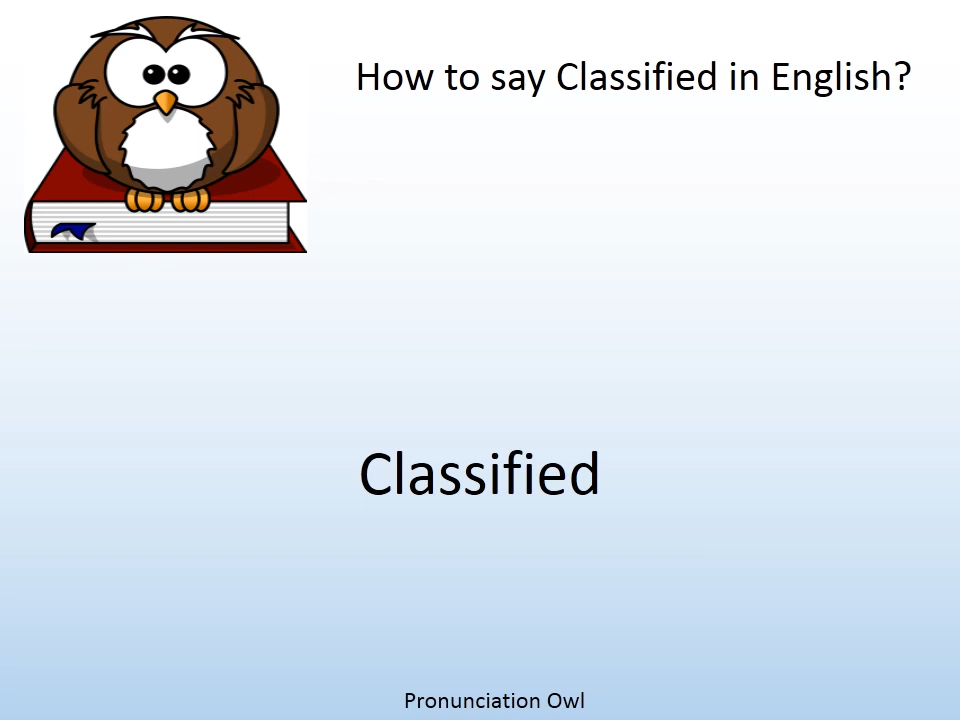 How to say Classified in English?
Classified
Pronunciation Owl